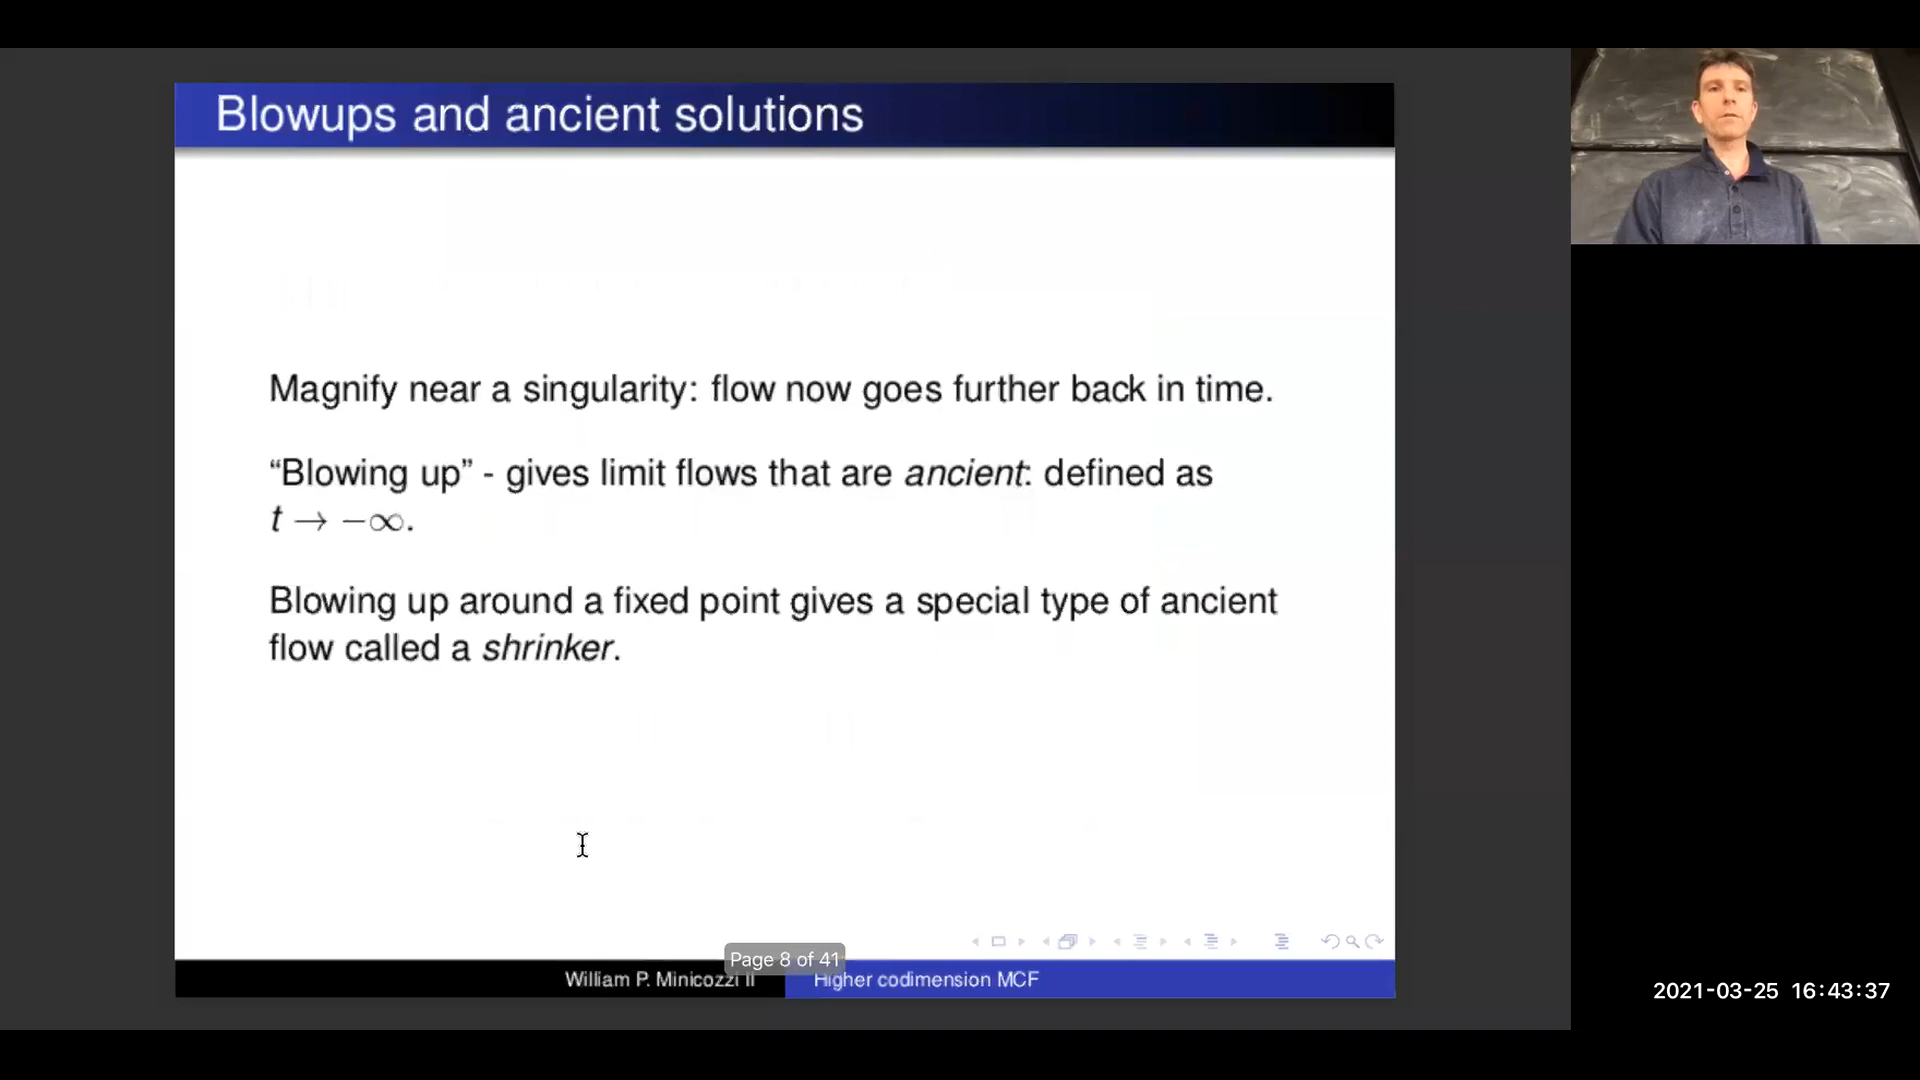 Blowups and ancient solutions
Magnify near a singularity: flow now goes further back in time.
“Blowing up” - gives limit flows that are ancient: defined as
t → −∞.
Blowing up around a fixed point gives a special type of ancient
flow called a shrinker.
Page 8 of 41
William P. Minicozzi II
Higher codimension MCF
2021-03-25 16:43:37